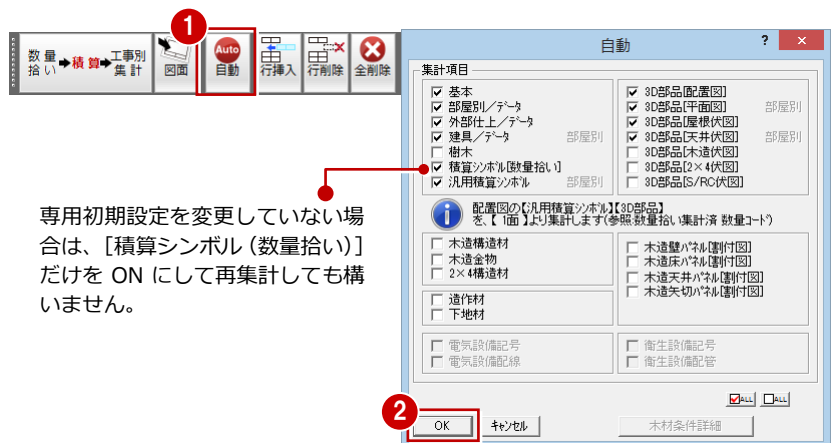 1
数 量 ➡ 積 算 ➡ 工事別
拾 い 集 計
図面
Auto
自動
行挿入
行削除
全削除
自動
? ×
集計項目
基本
部屋別／ﾃﾞｰﾀ
外部仕上／ﾃﾞｰﾀ
建具／ﾃﾞｰﾀ 部屋別
樹木
積算ｼﾝﾎﾞﾙ[数量拾い]
汎用積算ｼﾝﾎﾞﾙ 部屋別
3D部品[配置図]
3D部品[平面図] 部屋別
3D部品[屋根伏図]
3D部品[天井伏図] 部屋別
3D部品[木造伏図]
3D部品[2×4伏図]
3D部品[S/RC伏図]
配置図の【汎用積算ｼﾝﾎﾞﾙ】【3D部品】
を、【 1面 】より集計します(参照:数量拾い集計済 数量ｺｰﾄﾞ)
木造構造材
木造金物
2×4構造材
木造壁ﾊﾟﾈﾙ[割付図]
木造床ﾊﾟﾈﾙ[割付図]
木造天井ﾊﾟﾈﾙ[割付図]
木造矢切ﾊﾟﾈﾙ[割付図]
造作材
下地材
電気設備記号
電気設備配線
衛生設備記号
衛生設備配管
ALL ALL
2
OK
ｷｬﾝｾﾙ
木材条件詳細
専用初期設定を変更していない場
合は、［積算シンボル（数量拾い）］
だけを ON にして再集計しても構
いません。